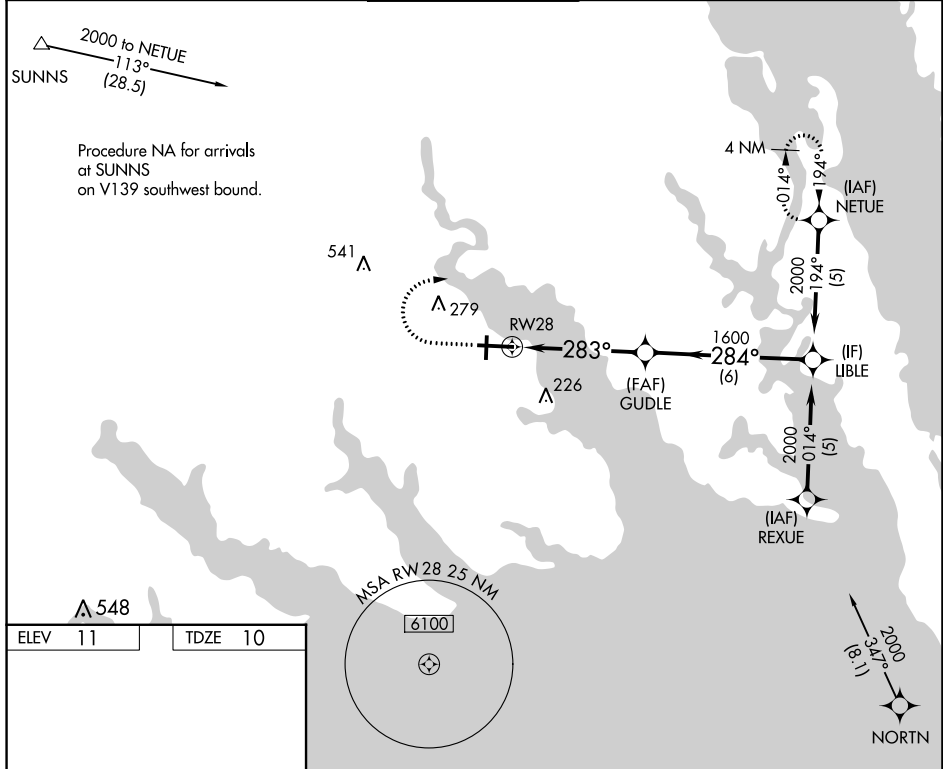 2000 to NETUE
113°
(28.5)
SUNNS
Procedure NA for arrivals
at SUNNS
on V139 southwest bound.
4 NM
014°
194°
(IAF)
NETUE
2000
194°
(5)
541
279
RW28
283°
1600
284°
(6)
(IF)
LIBLE
(FAF)
GUDLE
226
2000
014°
(5)
(IAF)
REXUE
MSA RW28 25 NM
6100
548
ELEV 11
TDZE 10
2000
347°
(8.1)
NORTN